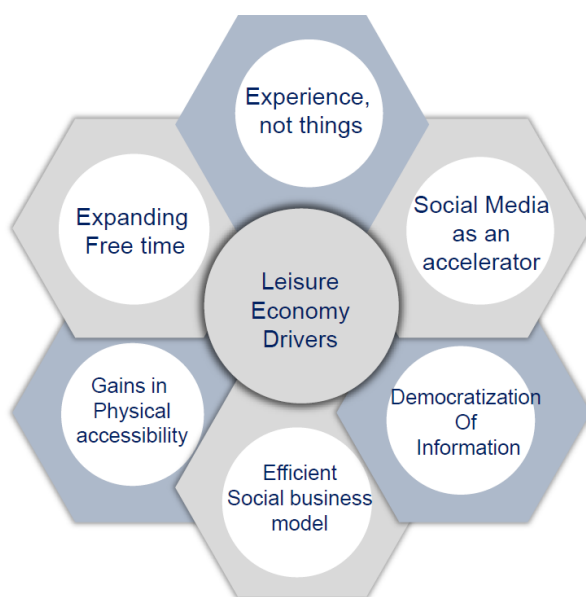 Experience,
not things
Social Media
as an
accelerator
Democratization
Of
Information
Efficient
Social business
model
Gains in
Physical
accessibility
Expanding
Free time
Leisure
Economy
Drivers